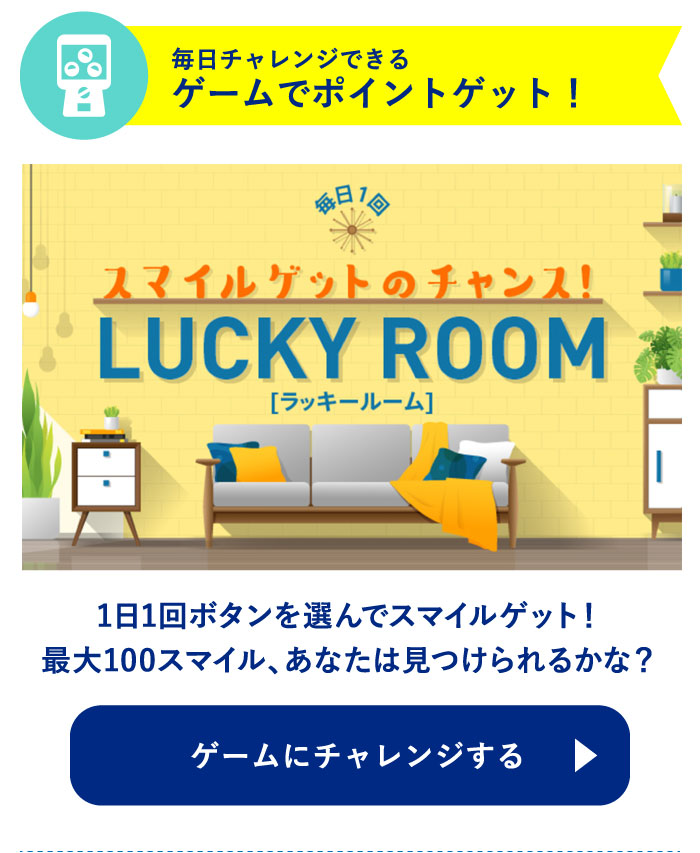 毎日チャレンジできる
ゲームでポイントゲット！
毎日1回
スマイルゲットのチャンス！
LUCKY ROOM
[ラッキールーム]
1日1回ボタンを選んでスマイルゲット！
最大100スマイル、あなたは見つけられるかな？
ゲームにチャレンジする